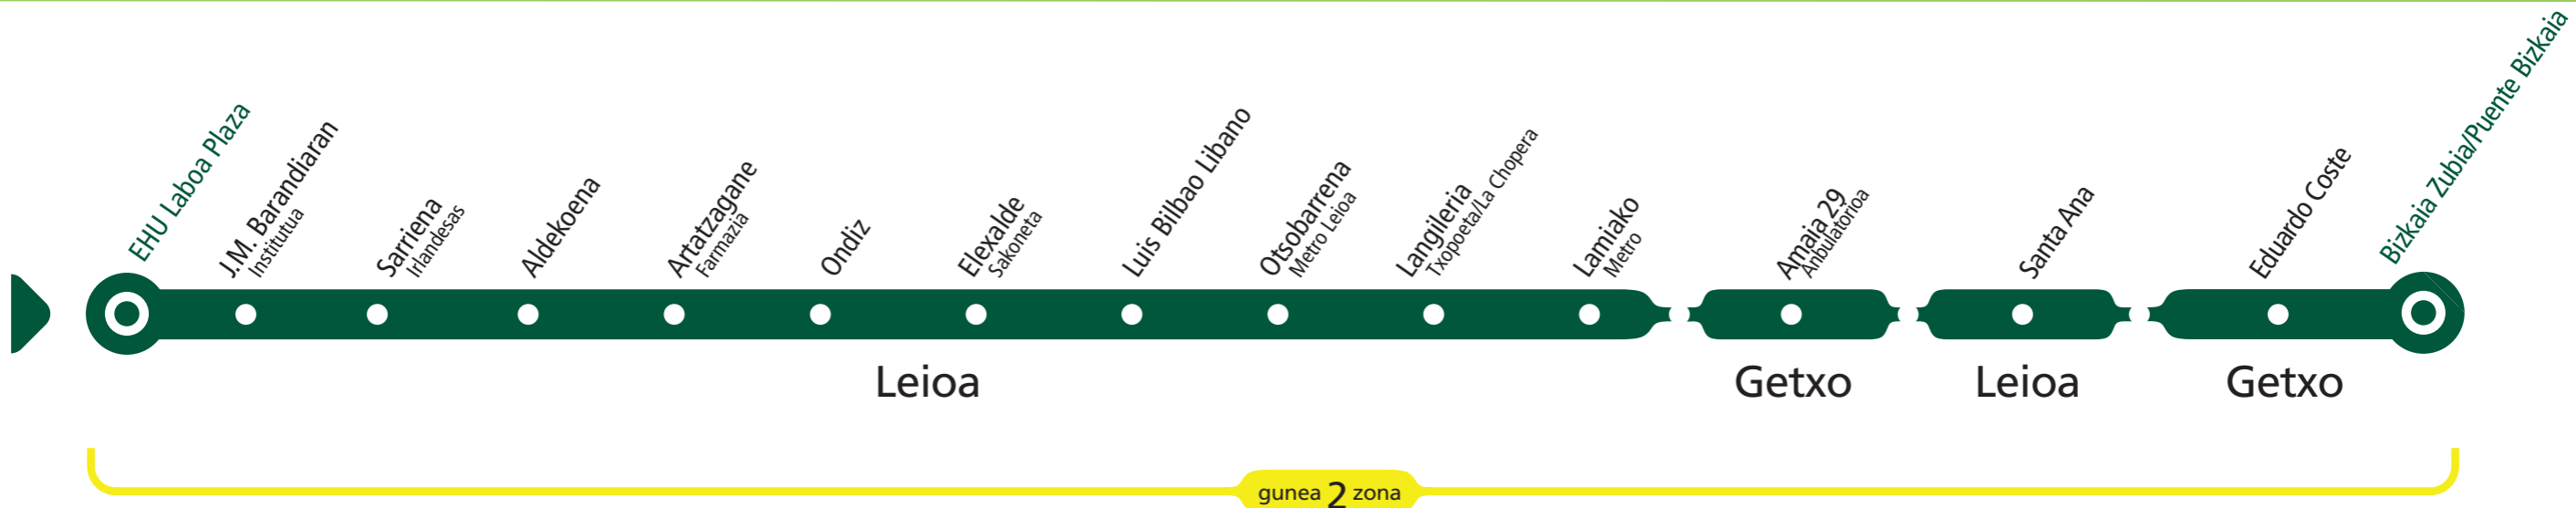 EHU Laboa Plaza
J.M. Barandiaran
Institutua
Sarriena
Irlandesas
Aldekoena
Artatzagane
Farmazia
Ondiz
Elexalde
Sakoneta
Luis Bilbao Libano
Otsobarrena
Metro Leioa
Langileria
Txopoeta/La Chopera
Lamiako
Metro
Amaia 29
Anbulatorioa
Santa Ana
Eduardo Coste
Bizkaia Zubia/Puente Bizkaia
Leioa
Getxo
Leioa
Getxo
gunea 2 zona